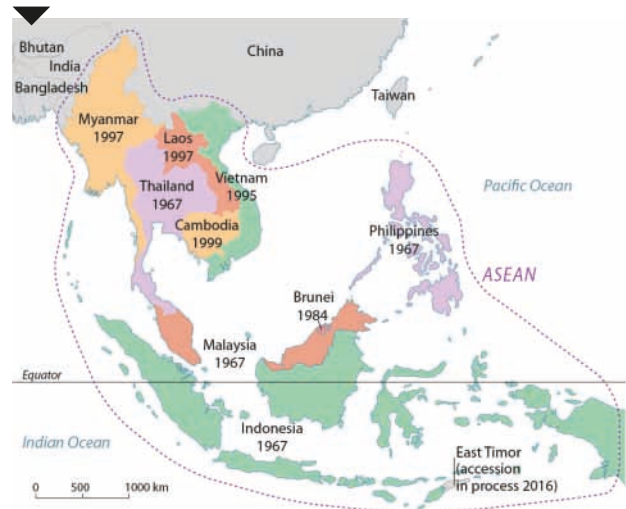 Bhutan
China
India
Bangladesh
Taiwan
Myanmar
1997
Laos
1997
Thailand
1967
Vietnam
1995
Pacific Ocean
Cambodia
1999
Philippines
1967
ASEAN
Brunei
1984
Malaysia
1967
Equator
Indonesia
1967
Indian Ocean
East Timor
(accession
in process 2016)
0 500 1000 km